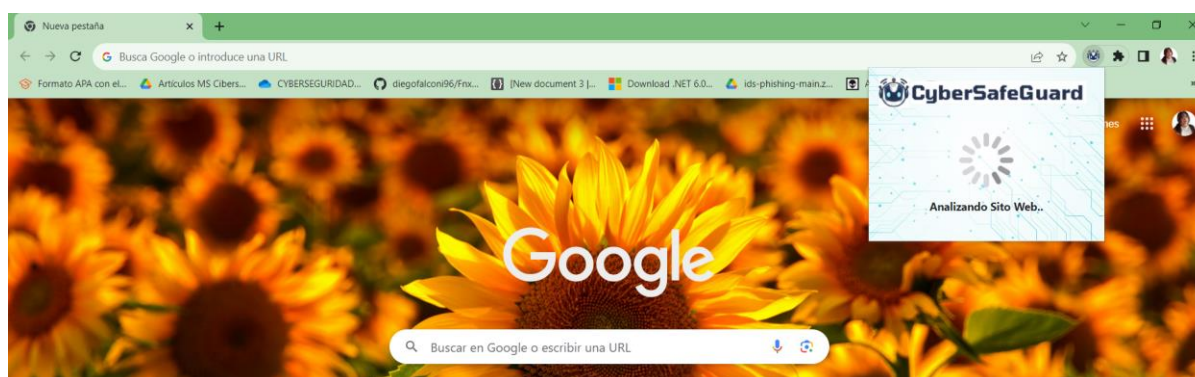 Nueva pestaña
Busca Google o introduce una URL
Formato APA con el...
Artículos MS Cibers...
CYBERSEGURIDAD...
diegofalconi96/Fnx...
[New document 3 J...
Download .NET 6.0...
ids-phishing-main.z...
CyberSafeGuard
Analizando Sito Web..
Google
Buscar en Google o escribir una URL